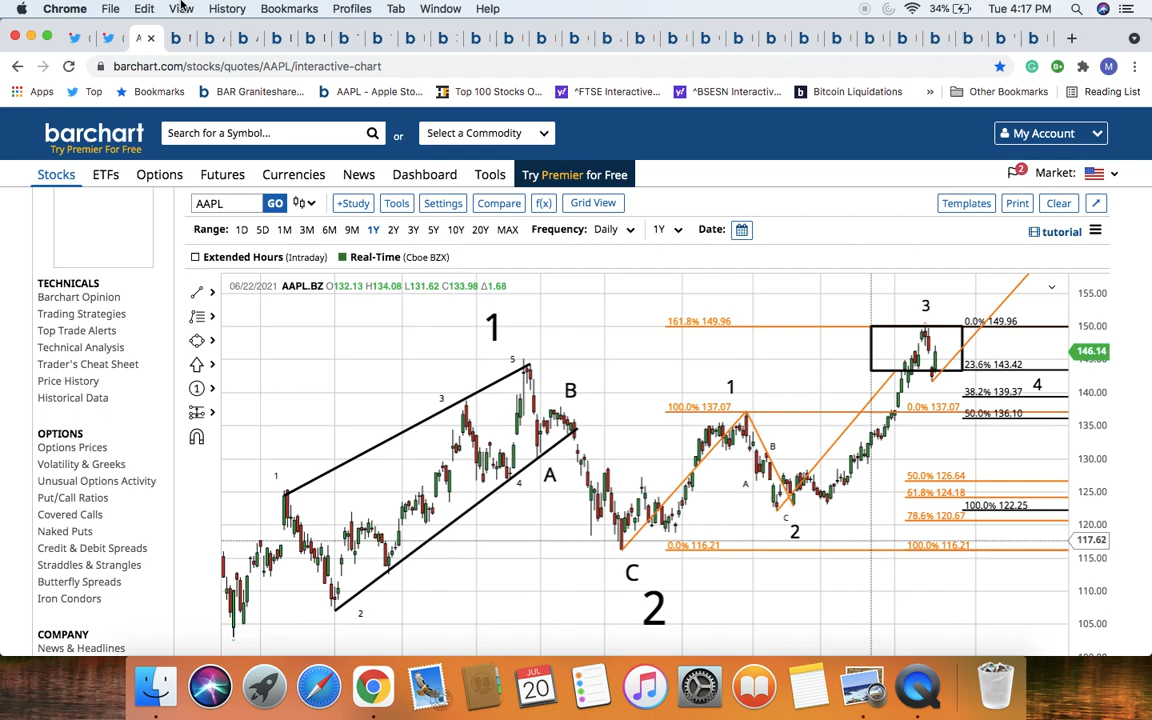 Chrome File Edit View History Bookmarks Profiles Tab Window Help 34% Tue 4:17 PM
A
barchart.com/stocks/quotes/AAPL/interactive-chart M
Apps Top Bookmarks BAR Graniteshare... AAPL - Apple Sto... Top 100 Stocks O... ^FTSE Interactive... ^BSESN Interactiv... Bitcoin Liquidations » Other Bookmarks Reading List
barchart Search for a Symbol... or Select a Commodity My Account
Try Premier For Free
Stocks ETFs Options Futures Currencies News Dashboard Tools Try Premier for Free 2 Market:
AAPL GO +Study Tools Settings Compare f(x) Grid View Templates Print Clear
Range: 1D 5D 1M 3M 6M 9M 1Y 2Y 3Y 5Y 10Y 20Y MAX Frequency: Daily 1Y Date: tutorial
Extended Hours (Intraday) Real-Time (Cboe BZX)
06/22/2021 AAPL.BZ O132.13 H134.08 L131.62 C133.98 Δ1.68
TECHNICALS
Barchart Opinion
Trading Strategies
Top Trade Alerts
Technical Analysis
Trader's Cheat Sheet
Price History
Historical Data
OPTIONS
Volatility & Greeks
Unusual Options Activity
Put/Call Ratios
Covered Calls
Naked Puts
Credit & Debit Spreads
Straddles & Strangles
Butterfly Spreads
Iron Condors
COMPANY
News & Headlines
155.00
3
161.8% 149.96 0.0% 149.96 150.00
1
146.14
5
23.6% 143.42
B 1 4
38.2% 139.37 140.00
3
100.0% 137.07 0.0% 137.07
50.0% 136.10
135.00
B
130.00
1 A 4 A
50.0% 126.64
61.8% 124.18 125.00
100.0% 122.25
C
78.6% 120.67
2 120.00
117.62
0.0% 116.21 100.0% 116.21
115.00
C
110.00
2 2
105.00
JUL
20